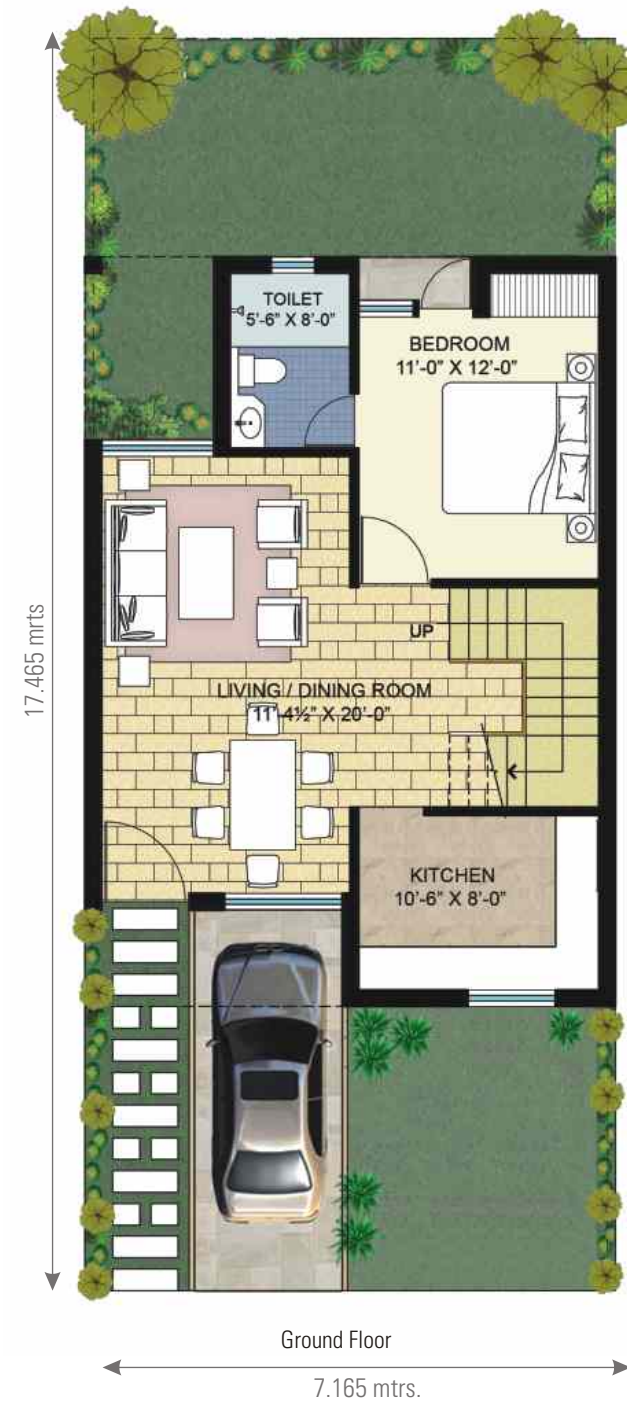 TOILET
5'-6" X 8'-0"
BEDROOM
11'-0" X 12'-0"
17.465 mrts
UP
LIVING / DINING ROOM
11'-4½" X 20'-0"
KITCHEN
10'-6" X 8'-0"
Ground Floor
7.165 mtrs.